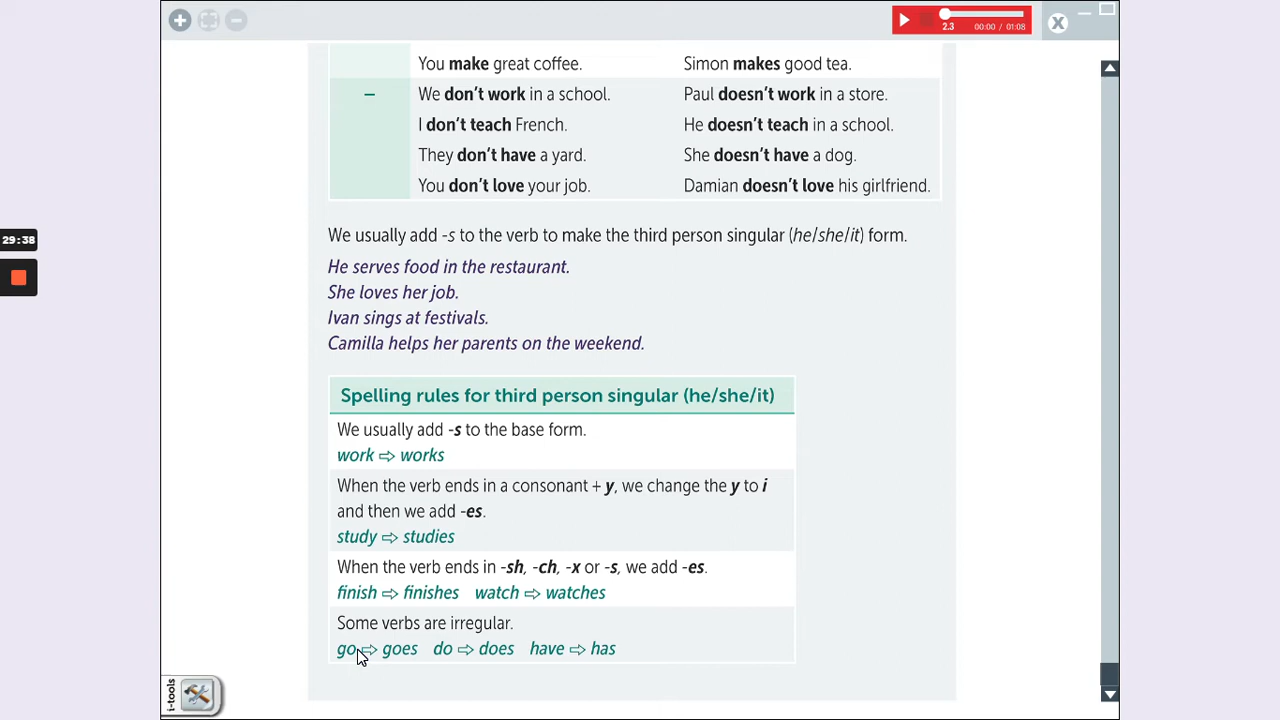 2.3 00:00 / 01:08
X
You make great coffee. Simon makes good tea.
– We don't work in a school. Paul doesn't work in a store.
I don't teach French. He doesn't teach in a school.
They don't have a yard. She doesn't have a dog.
You don't love your job. Damian doesn't love his girlfriend.
29:38
We usually add -s to the verb to make the third person singular (he/she/it) form.
He serves food in the restaurant.
She loves her job.
Ivan sings at festivals.
Camilla helps her parents on the weekend.
Spelling rules for third person singular (he/she/it)
We usually add -s to the base form.
work ⇨ works
When the verb ends in a consonant + y, we change the y to i
and then we add -es.
study ⇨ studies
When the verb ends in -sh, -ch, -x or -s, we add -es.
finish ⇨ finishes watch ⇨ watches
Some verbs are irregular.
go ⇨ goes do ⇨ does have ⇨ has
i-tools